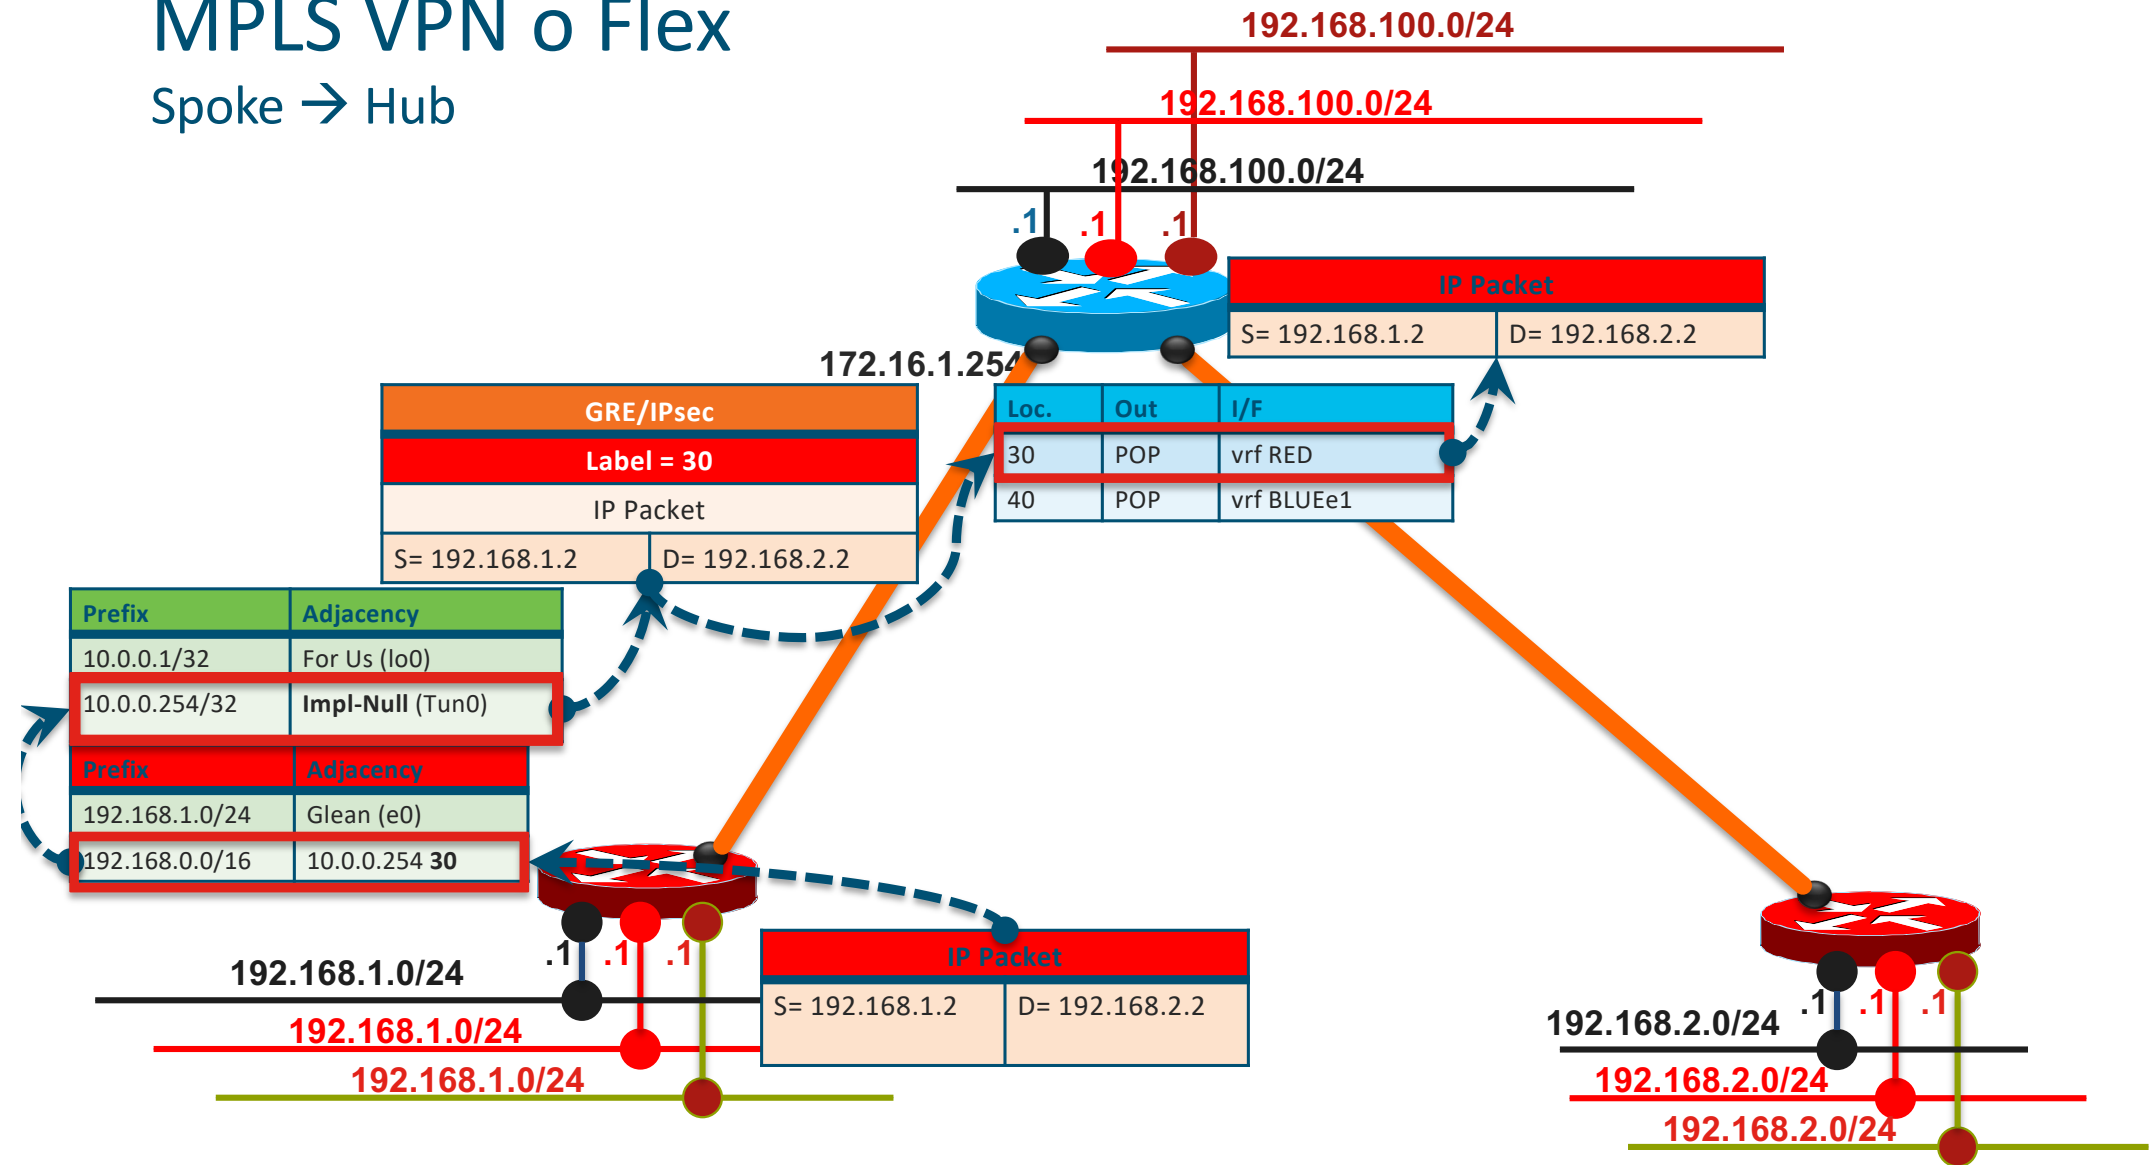 MPLS VPN o Flex
Spoke → Hub
192.168.100.0/24
192.168.100.0/24
192.168.100.0/24
.1 .1 .1
IP Packet
S= 192.168.1.2 D= 192.168.2.2
172.16.1.254
GRE/IPsec
Label = 30
IP Packet
S= 192.168.1.2 D= 192.168.2.2
Loc. Out I/F
30 POP vrf RED
40 POP vrf BLUEe1
Prefix Adjacency
10.0.0.1/32 For Us (lo0)
10.0.0.254/32 Impl-Null (Tun0)
Prefix Adjacency
192.168.1.0/24 Glean (e0)
192.168.0.0/16 10.0.0.254 30
.1 .1 .1
192.168.1.0/24
192.168.1.0/24
192.168.1.0/24
IP Packet
S= 192.168.1.2 D= 192.168.2.2
.1 .1 .1
192.168.2.0/24
192.168.2.0/24
192.168.2.0/24